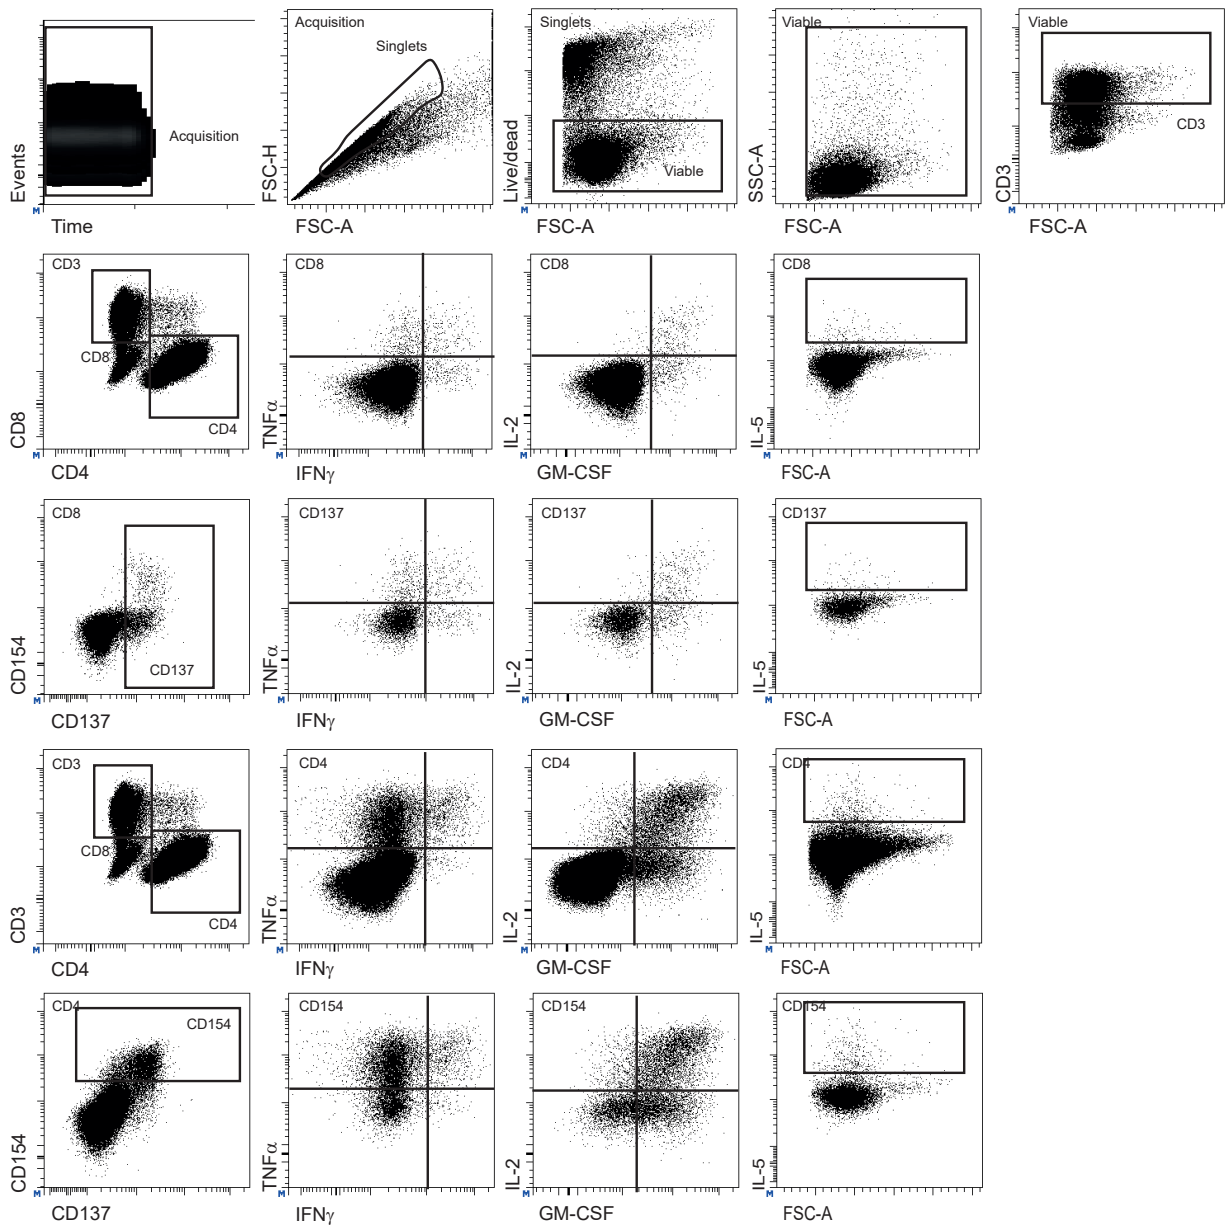 Events
Acquisition
M
Time
FSC-H
Acquisition
Singlets
FSC-A
Live/dead
Singlets
Viable
M
FSC-A
SSC-A
Viable
M
FSC-A
CD3
Viable
CD3
M
FSC-A
CD8
CD3
CD8
CD4
M
CD4
TNFα
CD8
M
IFNγ
IL-2
CD8
M
GM-CSF
IL-5
CD8
M
FSC-A
CD154
CD8
CD137
M
CD137
TNFα
CD137
M
IFNγ
IL-2
CD137
M
GM-CSF
IL-5
CD137
M
FSC-A
CD3
CD3
CD8
CD4
M
CD4
TNFα
CD4
M
IFNγ
IL-2
CD4
M
GM-CSF
IL-5
CD4
M
FSC-A
CD154
CD4
CD154
M
CD137
TNFα
CD154
M
IFNγ
IL-2
CD154
M
GM-CSF
IL-5
CD154
M
FSC-A